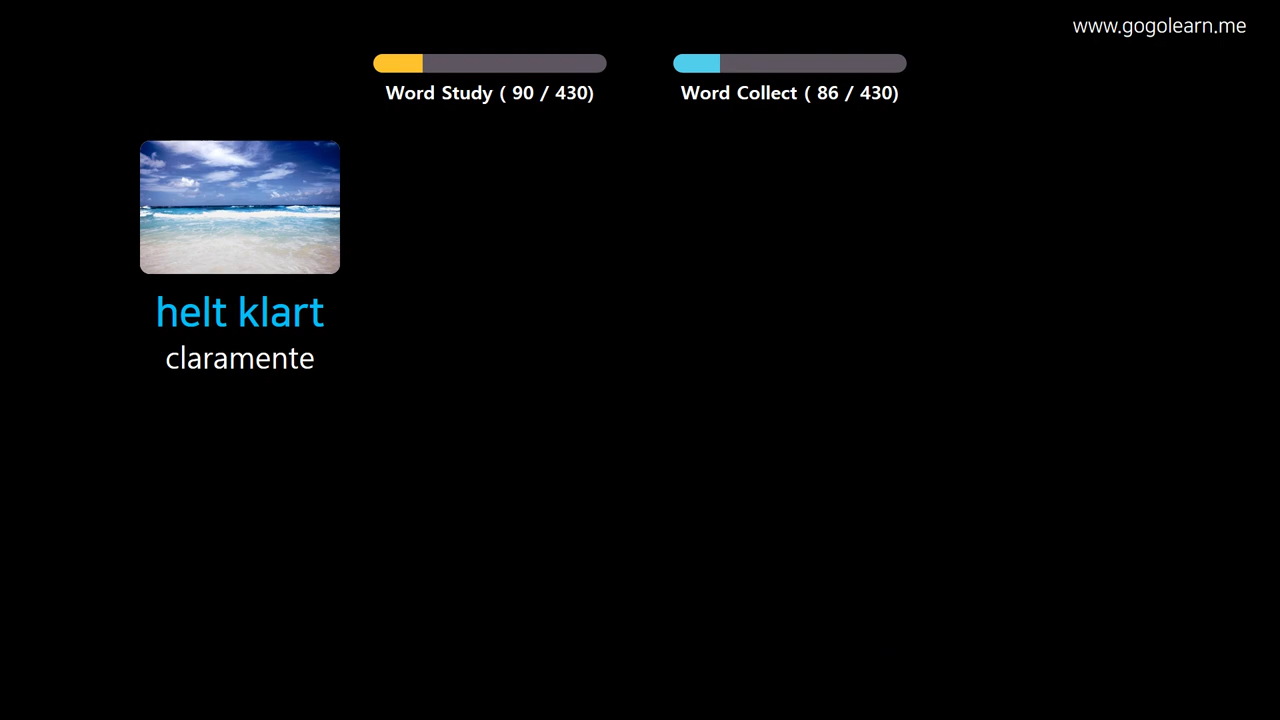 www.gogolearn.me
Word Study ( 90 / 430)
Word Collect ( 86 / 430)
helt klart
claramente